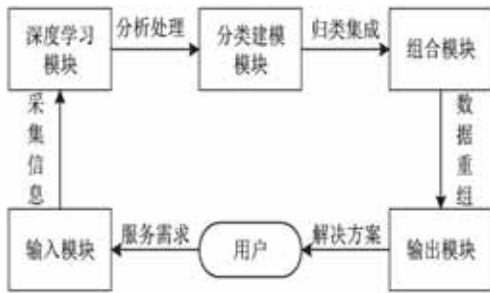 深度学习
模块
分析处理
分类建模
模块
归类集成
组合模块
采集信息
数据重组
输入模块
服务需求
用户
解决方案
输出模块